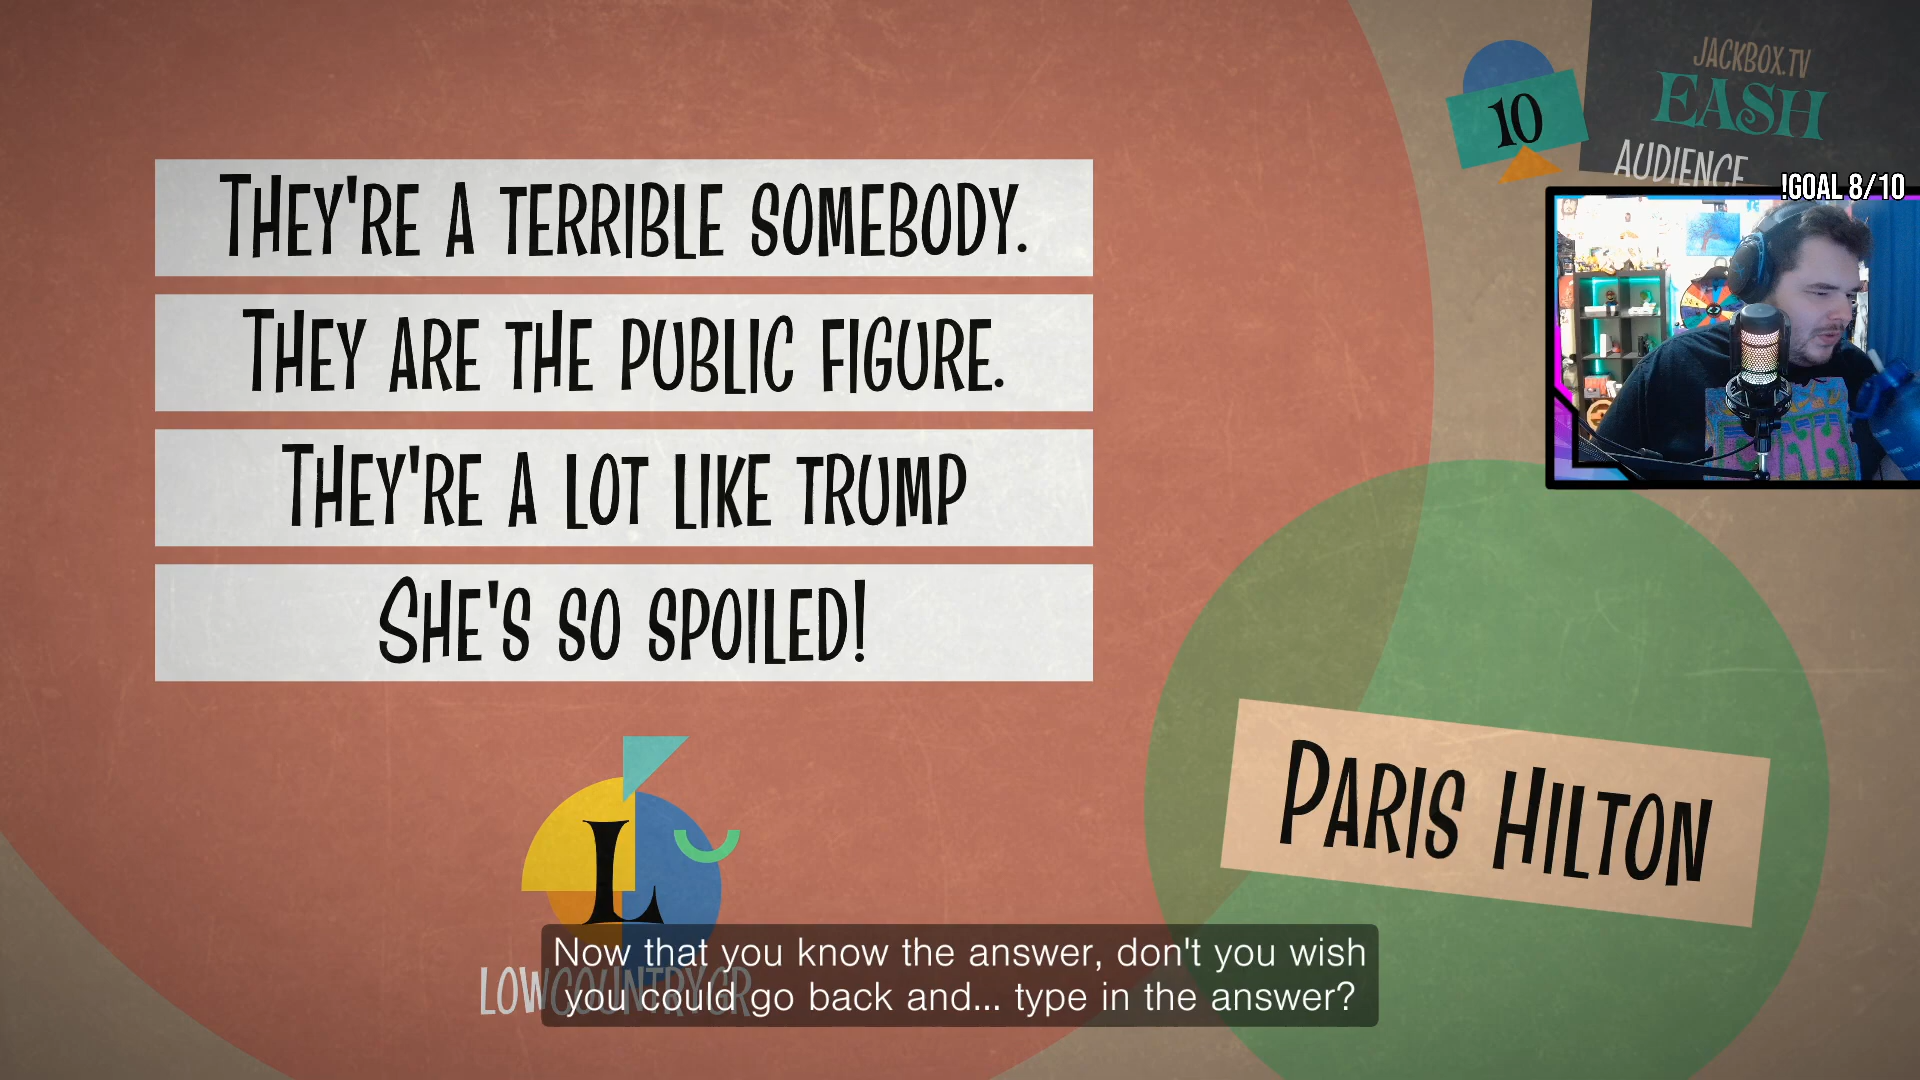 JACKBOX.TV
EASH
AUDIENCE
10
!GOAL 8/10
THEY'RE A TERRIBLE SOMEBODY.
THEY ARE THE PUBLIC FIGURE.
THEY'RE A LOT LIKE TRUMP
SHE'S SO SPOILED!
PARIS HILTON
L
LOWCOUNTRYGR
Now that you know the answer, don't you wish
you could go back and... type in the answer?